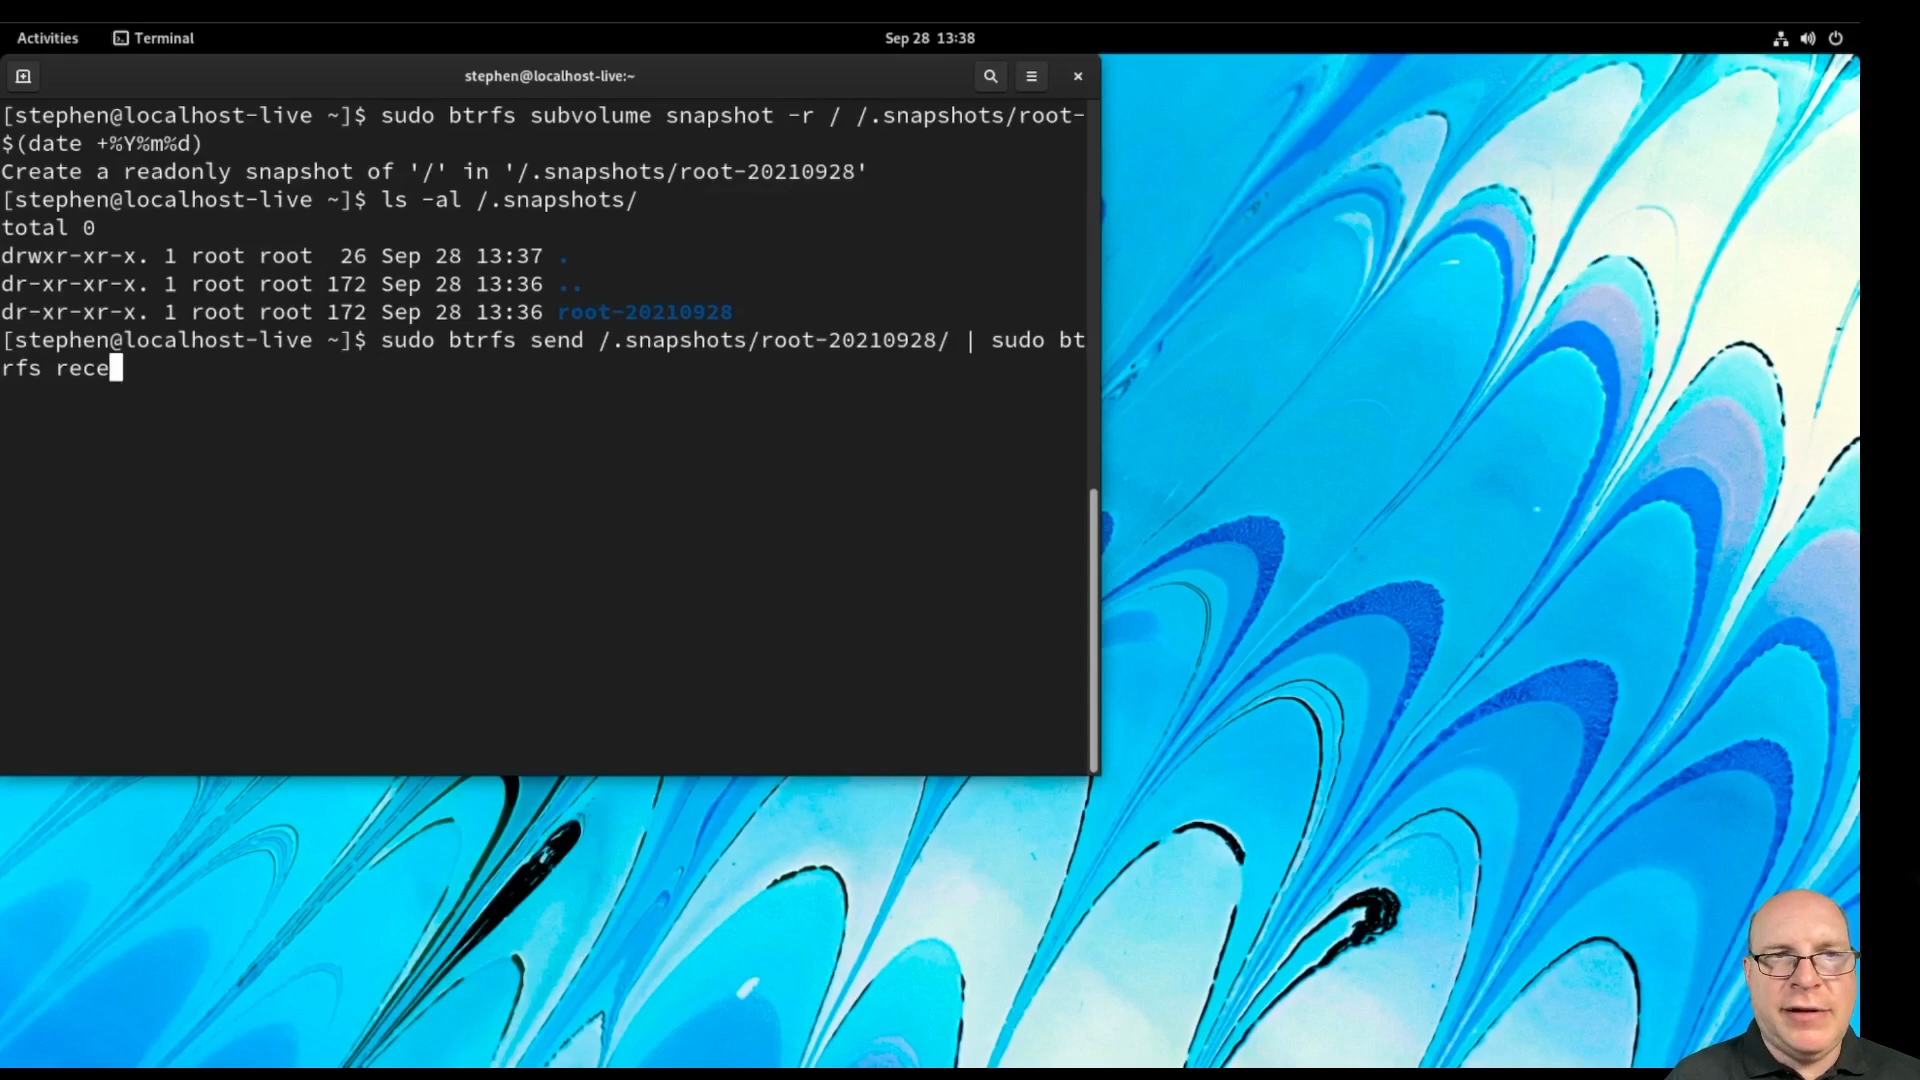 Activities Terminal Sep 28 13:38
stephen@localhost-live:~
[stephen@localhost-live ~]$ sudo btrfs subvolume snapshot -r / /.snapshots/root-
$(date +%Y%m%d)
Create a readonly snapshot of '/' in '/.snapshots/root-20210928'
[stephen@localhost-live ~]$ ls -al /.snapshots/
total 0
drwxr-xr-x. 1 root root  26 Sep 28 13:37 .
dr-xr-xr-x. 1 root root 172 Sep 28 13:36 ..
dr-xr-xr-x. 1 root root 172 Sep 28 13:36 root-20210928
[stephen@localhost-live ~]$ sudo btrfs send /.snapshots/root-20210928/ | sudo bt
rfs rece